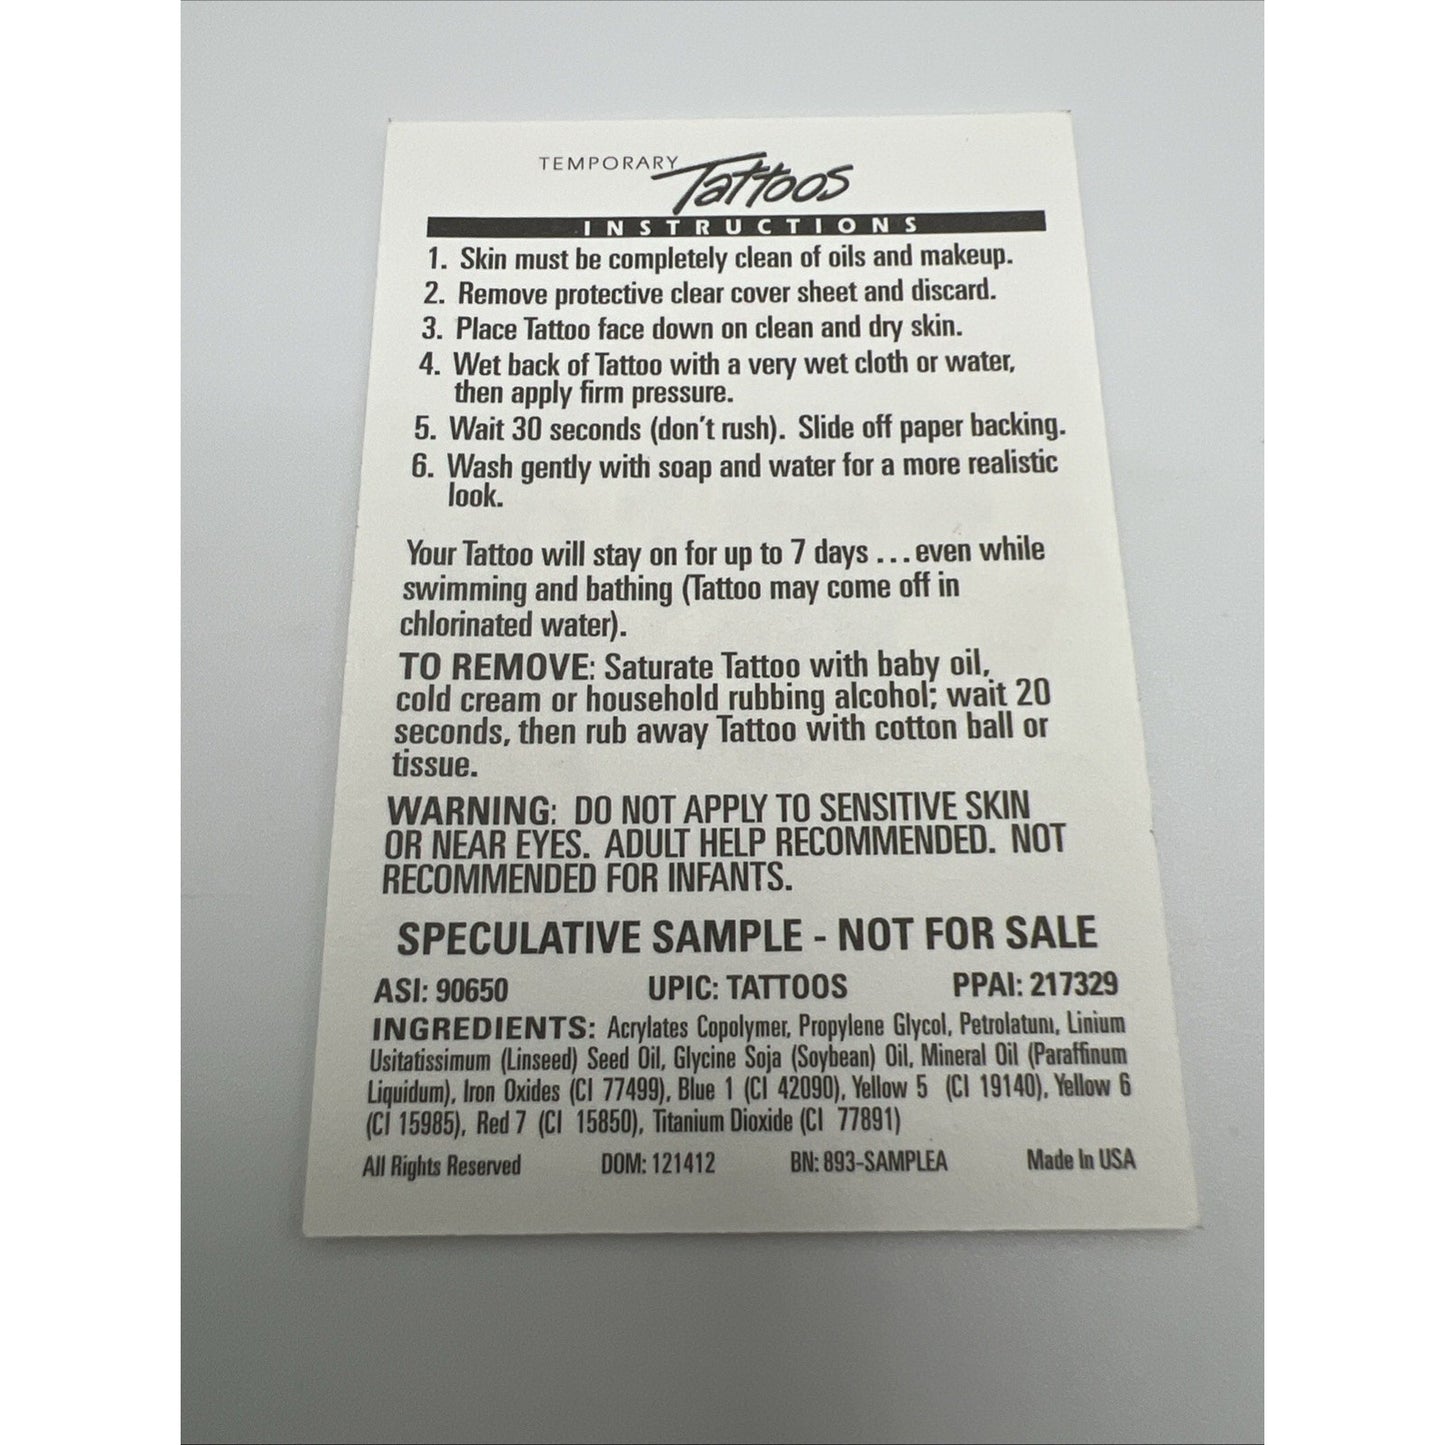 TEMPORARY Tattoos
INSTRUCTIONS
1. Skin must be completely clean of oils and makeup.
2. Remove protective clear cover sheet and discard.
3. Place Tattoo face down on clean and dry skin.
4. Wet back of Tattoo with a very wet cloth or water,
then apply firm pressure.
5. Wait 30 seconds (don't rush). Slide off paper backing.
6. Wash gently with soap and water for a more realistic
look.
Your Tattoo will stay on for up to 7 days ... even while
swimming and bathing (Tattoo may come off in
chlorinated water).
TO REMOVE: Saturate Tattoo with baby oil,
cold cream or household rubbing alcohol; wait 20
seconds, then rub away Tattoo with cotton ball or
tissue.
WARNING: DO NOT APPLY TO SENSITIVE SKIN
OR NEAR EYES. ADULT HELP RECOMMENDED. NOT
RECOMMENDED FOR INFANTS.
SPECULATIVE SAMPLE - NOT FOR SALE
ASI: 90650 UPIC: TATTOOS PPAI: 217329
INGREDIENTS: Acrylates Copolymer, Propylene Glycol, Petrolatum, Linium
Usitatissimum (Linseed) Seed Oil, Glycine Soja (Soybean) Oil, Mineral Oil (Paraffinum
Liquidum), Iron Oxides (CI 77499), Blue 1 (CI 42090), Yellow 5 (CI 19140), Yellow 6
(CI 15985), Red 7 (CI 15850), Titanium Dioxide (CI 77891)
All Rights Reserved DOM: 121412 BN: 893-SAMPLEA Made In USA